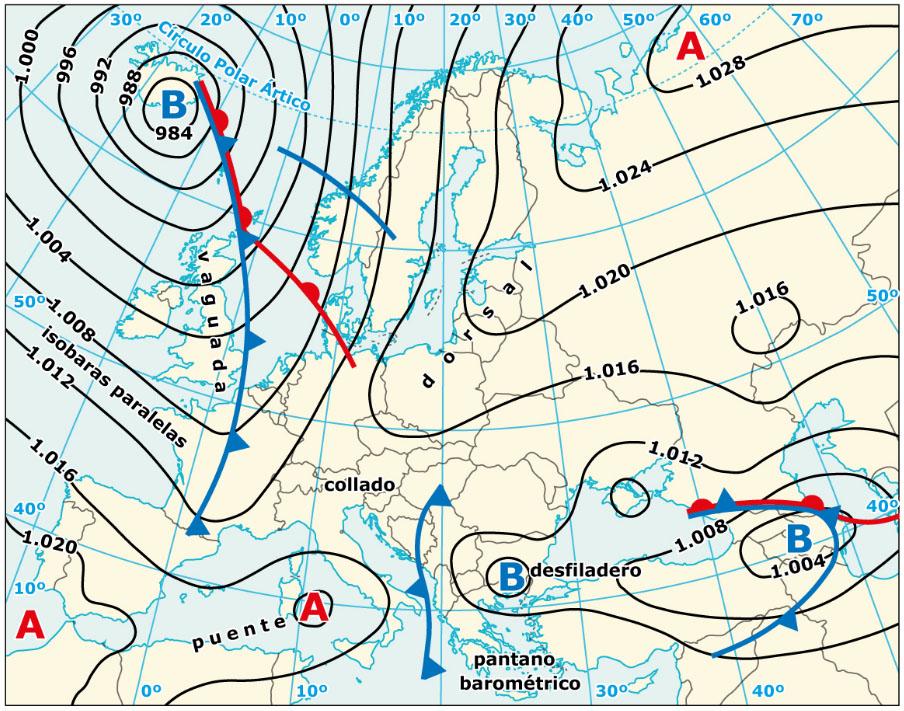 30º 20º 10º 0º 10º 20º 30º 40º 50º 60º 70º
Círculo Polar Ártico
1.000
996
992
988
B
984
A
1.028
1.024
1.004
1.020
1.016
50º
50º
vaguada
dorsal
1.008
isobaras paralelas
1.012
1.016
1.016
1.012
collado
40º
40º
1.020
1.008
B
1.004
B
desfiladero
10º
A
A
puente
pantano
barométrico
0º 10º 30º 40º